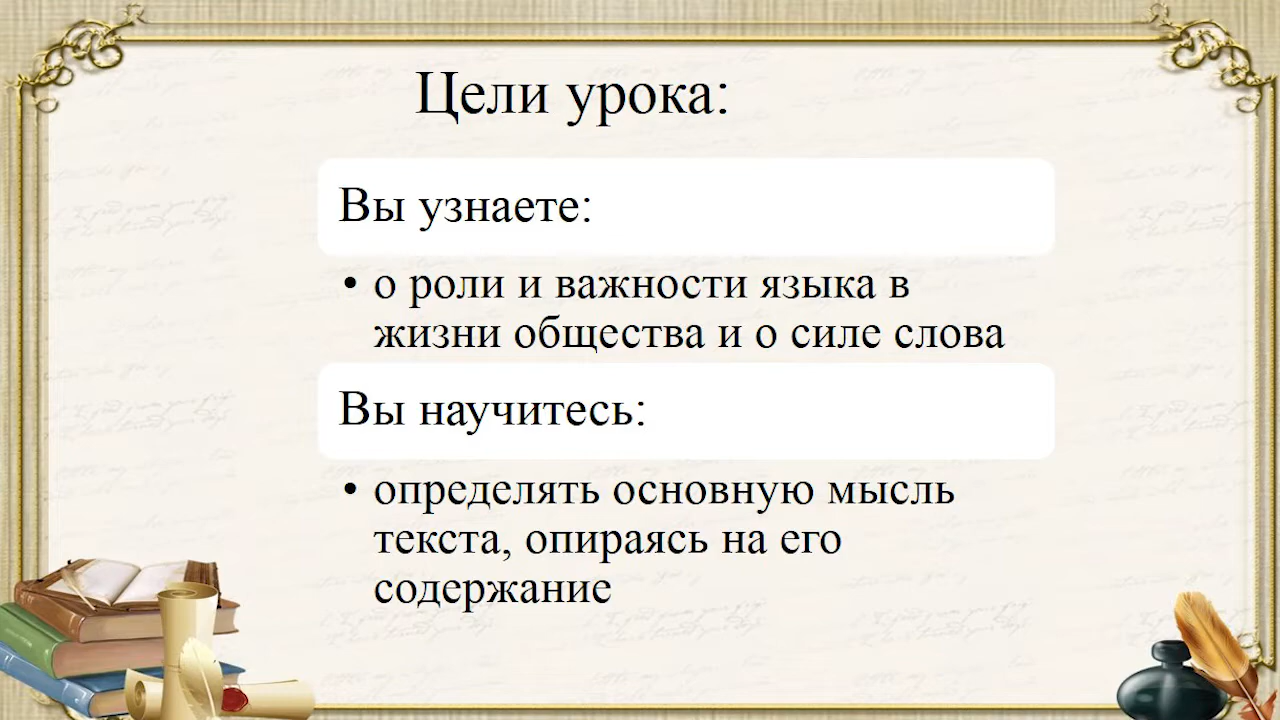 Цели урока:
Вы узнаете:
• о роли и важности языка в
жизни общества и о силе слова
Вы научитесь:
• определять основную мысль
текста, опираясь на его
содержание